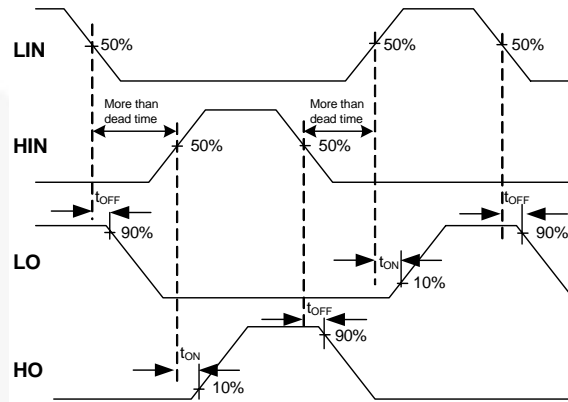 LIN
50%
50%
50%
More than
dead time
More than
dead time
HIN
50%
50%
tOFF
tOFF
LO
90%
90%
tON
10%
tOFF
tON
90%
HO
10%